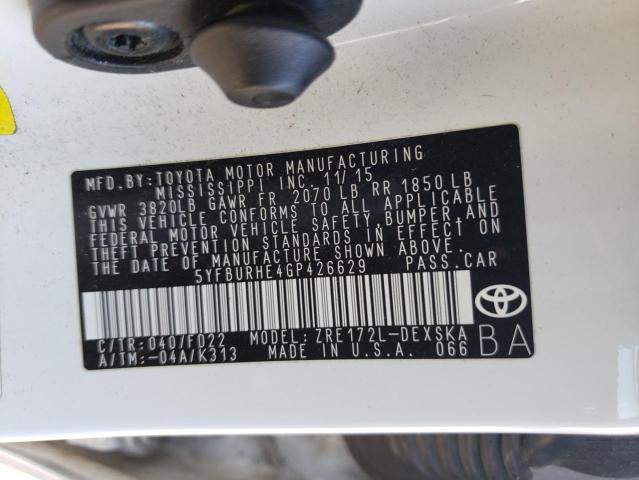 MFD. BY: TOYOTA MOTOR MANUFACTURING
MISSISSIPPI INC. 11/15
GVWR 3820LB GAWR FR 2070 LB RR 1850 LB
THIS VEHICLE CONFORMS TO ALL APPLICABLE
FEDERAL MOTOR VEHICLE SAFETY, BUMPER, AND
THEFT PREVENTION STANDARDS IN EFFECT ON
THE DATE OF MANUFACTURE SHOWN ABOVE.
5YFBURHE4GP426629 PASS.CAR
C/TR:040/FD22 MODEL: ZRE172L-DEXSKA
A/TM:-04A/K313 MADE IN U.S.A. 066 BA